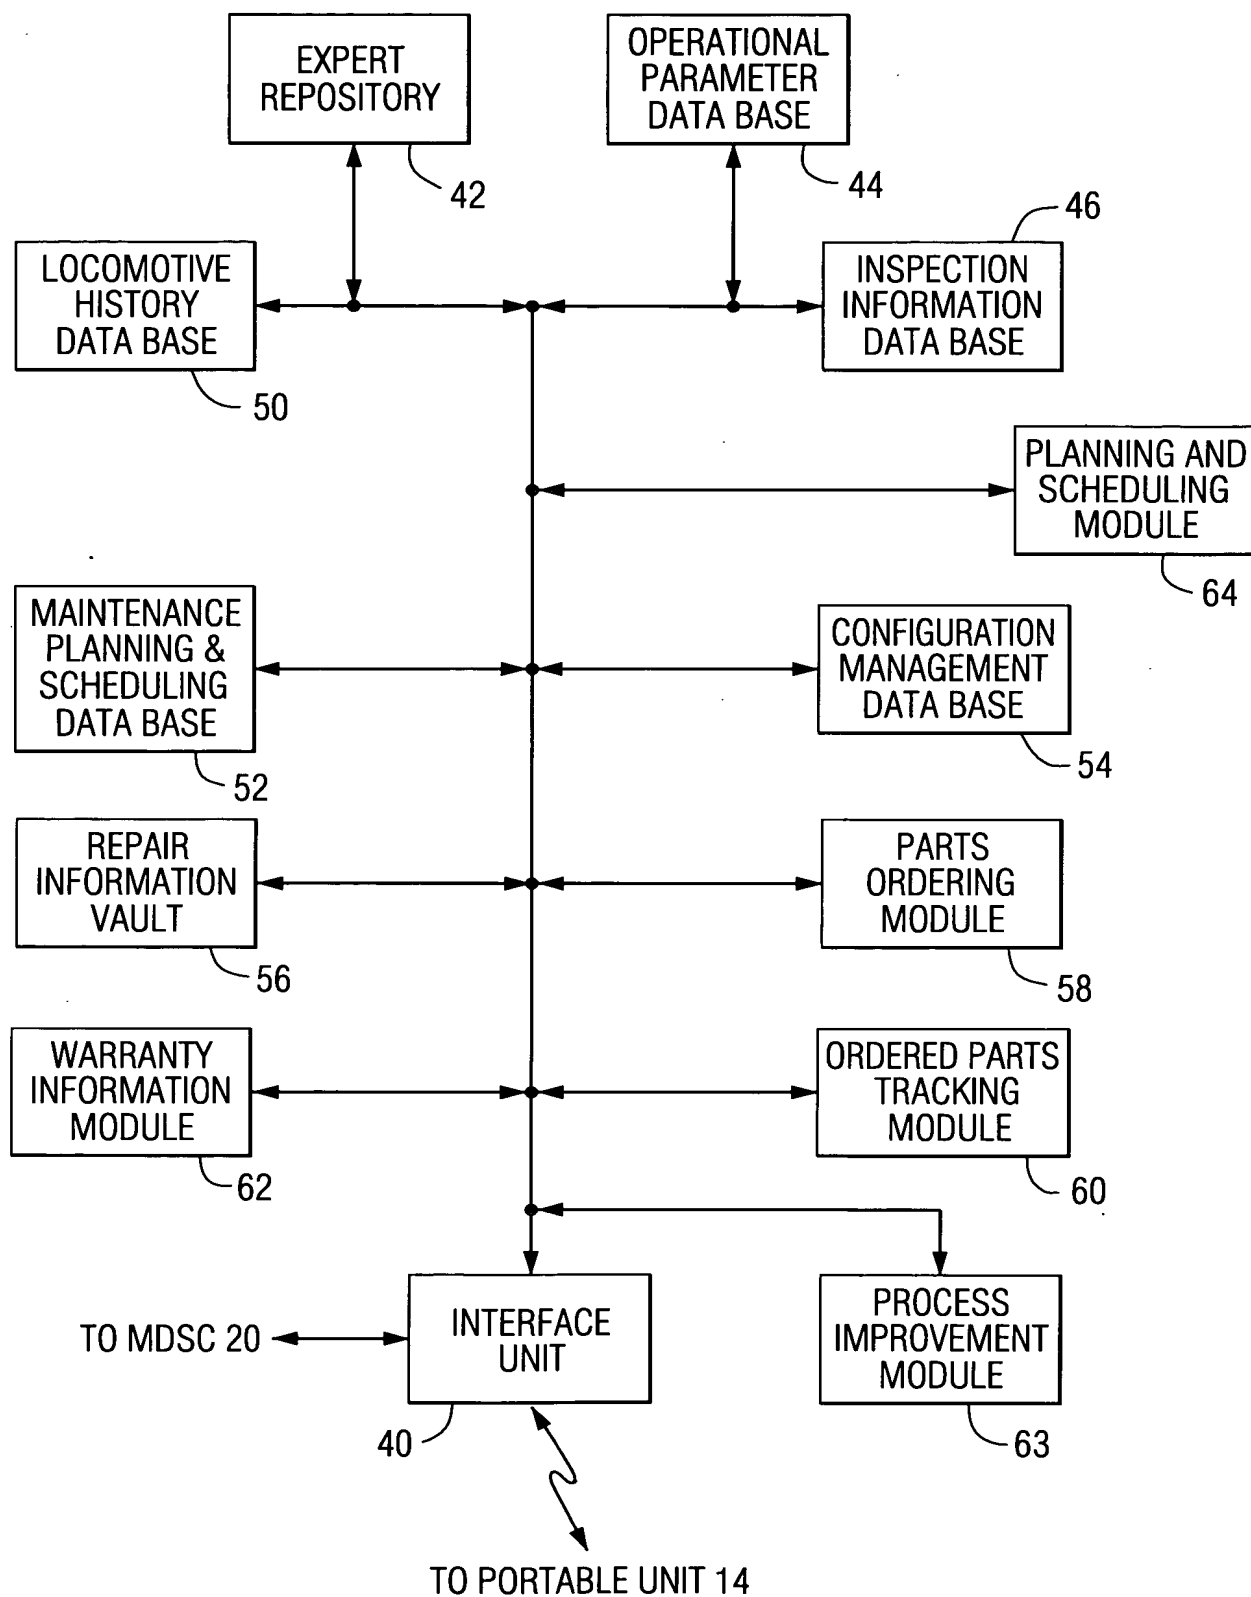 EXPERT
REPOSITORY
42
OPERATIONAL
PARAMETER
DATA BASE
44
46
LOCOMOTIVE
HISTORY
DATA BASE
50
INSPECTION
INFORMATION
DATA BASE
PLANNING AND
SCHEDULING
MODULE
64
MAINTENANCE
PLANNING &
SCHEDULING
DATA BASE
52
CONFIGURATION
MANAGEMENT
DATA BASE
54
REPAIR
INFORMATION
VAULT
56
PARTS
ORDERING
MODULE
58
WARRANTY
INFORMATION
MODULE
62
ORDERED PARTS
TRACKING
MODULE
60
TO MDSC 20
INTERFACE
UNIT
40
PROCESS
IMPROVEMENT
MODULE
63
TO PORTABLE UNIT 14